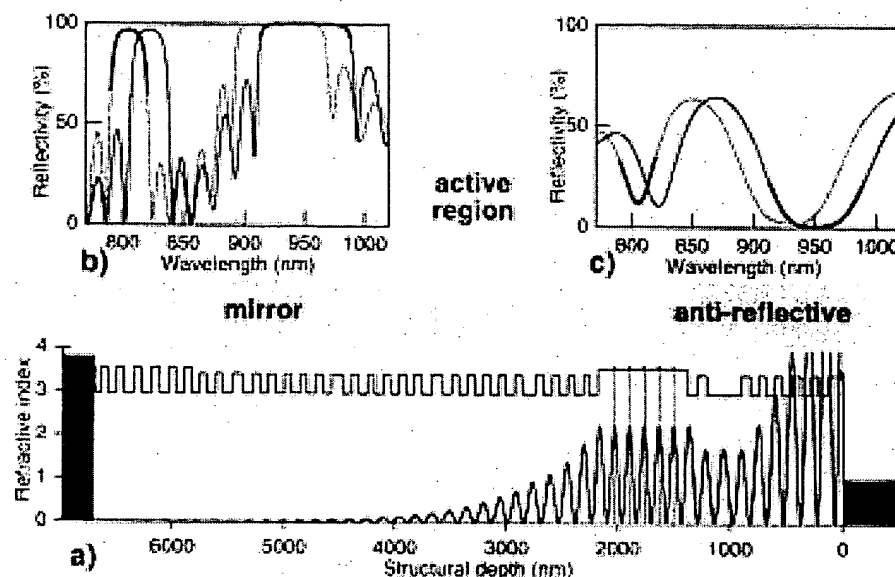 100
50
0
Reflectivity (%)
800 850 900 950 1000
b) Wavelength (nm)
mirror
active
region
100
50
0
Reflectivity (%)
800 850 900 950 1000
c) Wavelength (nm)
anti-reflective
4
3
2
1
0
Refractive index
6000 5000 4000 3000 2000 1000 0
a) Structural depth (nm)